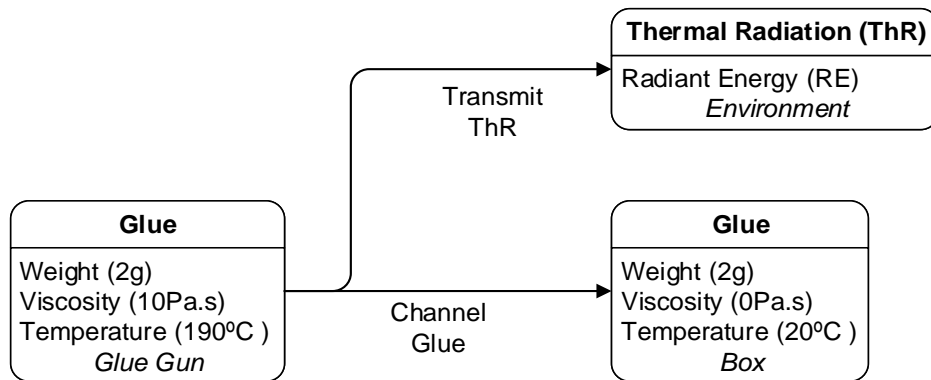 Thermal Radiation (ThR)
Radiant Energy (RE)
Environment
Transmit
ThR
Glue
Weight (2g)
Viscosity (10Pa.s)
Temperature (190ºC )
Glue Gun
Channel
Glue
Glue
Weight (2g)
Viscosity (0Pa.s)
Temperature (20ºC )
Box